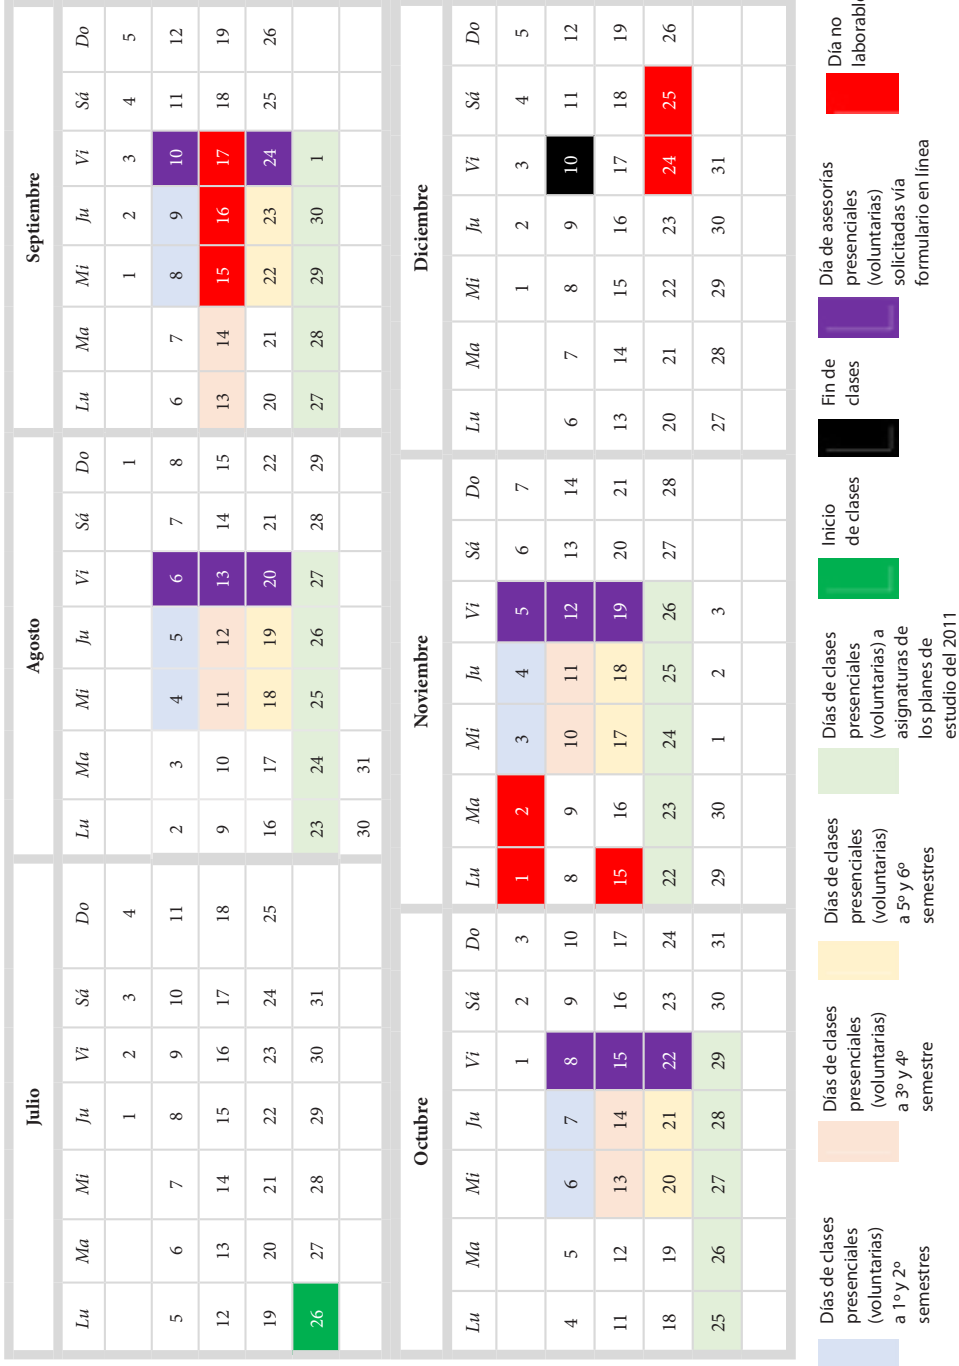 Julio
Lu Ma Mi Ju Vi Sá Do
1 2 3 4
5 6 7 8 9 10 11
12 13 14 15 16 17 18
19 20 21 22 23 24 25
26 27 28 29 30 31
Agosto
Lu Ma Mi Ju Vi Sá Do
1
2 3 4 5 6 7 8
9 10 11 12 13 14 15
16 17 18 19 20 21 22
23 24 25 26 27 28 29
30 31
Septiembre
Lu Ma Mi Ju Vi Sá Do
1 2 3 4 5
6 7 8 9 10 11 12
13 14 15 16 17 18 19
20 21 22 23 24 25 26
27 28 29 30 1
Octubre
Lu Ma Mi Ju Vi Sá Do
1 2 3
4 5 6 7 8 9 10
11 12 13 14 15 16 17
18 19 20 21 22 23 24
25 26 27 28 29 30 31
Noviembre
Lu Ma Mi Ju Vi Sá Do
1 2 3 4 5 6 7
8 9 10 11 12 13 14
15 16 17 18 19 20 21
22 23 24 25 26 27 28
29 30 1 2 3
Diciembre
Lu Ma Mi Ju Vi Sá Do
1 2 3 4 5
6 7 8 9 10 11 12
13 14 15 16 17 18 19
20 21 22 23 24 25 26
27 28 29 30 31
Días de clases
presenciales
(voluntarias)
a 1º y 2º
semestres
Días de clases
presenciales
(voluntarias)
a 3º y 4º
semestre
Días de clases
presenciales
(voluntarias)
a 5º y 6º
semestres
Días de clases
presenciales
(voluntarias) a
asignaturas de
los planes de
estudio del 2011
Inicio
de clases
Fin de
clases
Día de asesorías
presenciales
(voluntarias)
solicitadas vía
formulario en línea
Día no
laborable